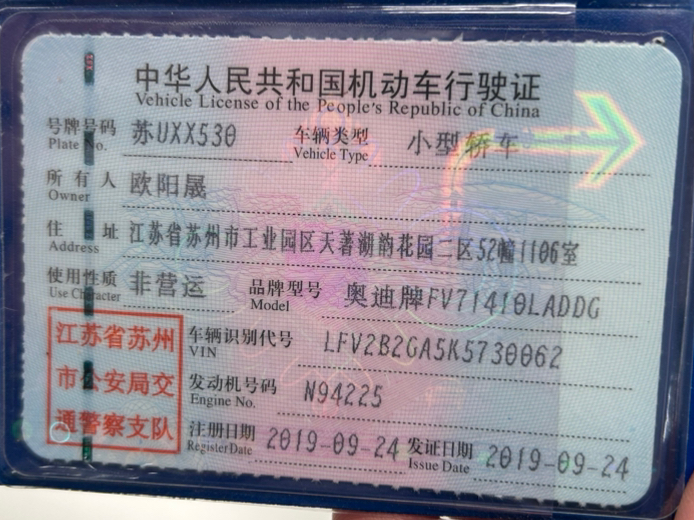 中华人民共和国机动车行驶证
Vehicle License of the People's Republic of China
号牌号码 苏UXX530 车辆类型 小型轿车
Plate No. Vehicle Type
所有人 欧阳晟
Owner
住址 江苏省苏州市工业园区天著湖韵花园二区52幢1106室
Address
使用性质 非营运 品牌型号 奥迪牌FV7141OLADDG
Use Character Model
江苏省苏州
市公安局交
通警察支队
车辆识别代号 LFV2B2GA5K5730062
VIN
发动机号码 N94225
Engine No.
注册日期 2019-09-24 发证日期 2019-09-24
Register Date Issue Date